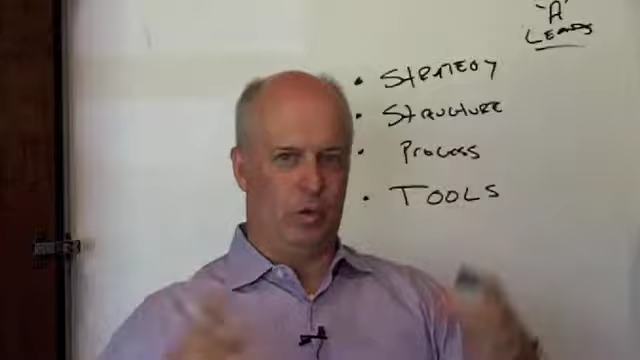 "A"
LEADS
• STRATEGY
• STRUCTURE
• PROCESS
• TOOLS